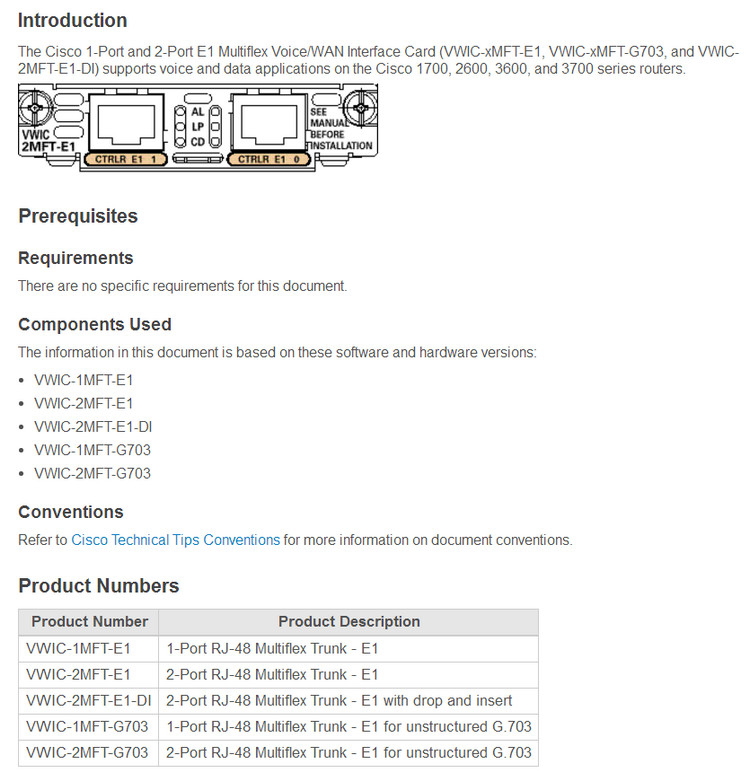 Introduction
The Cisco 1-Port and 2-Port E1 Multiflex Voice/WAN Interface Card (VWIC-xMFT-E1, VWIC-xMFT-G703, and VWIC-
2MFT-E1-DI) supports voice and data applications on the Cisco 1700, 2600, 3600, and 3700 series routers.
VWIC
2MFT-E1
CTRLR E1 1
AL
LP
CD
CTRLR E1 0
SEE
MANUAL
BEFORE
INSTALLATION
Prerequisites
Requirements
There are no specific requirements for this document.
Components Used
The information in this document is based on these software and hardware versions:
• VWIC-1MFT-E1
• VWIC-2MFT-E1
• VWIC-2MFT-E1-DI
• VWIC-1MFT-G703
• VWIC-2MFT-G703
Conventions
Refer to Cisco Technical Tips Conventions for more information on document conventions.
Product Numbers
Product Number Product Description
VWIC-1MFT-E1 1-Port RJ-48 Multiflex Trunk - E1
VWIC-2MFT-E1 2-Port RJ-48 Multiflex Trunk - E1
VWIC-2MFT-E1-DI 2-Port RJ-48 Multiflex Trunk - E1 with drop and insert
VWIC-1MFT-G703 1-Port RJ-48 Multiflex Trunk - E1 for unstructured G.703
VWIC-2MFT-G703 2-Port RJ-48 Multiflex Trunk - E1 for unstructured G.703